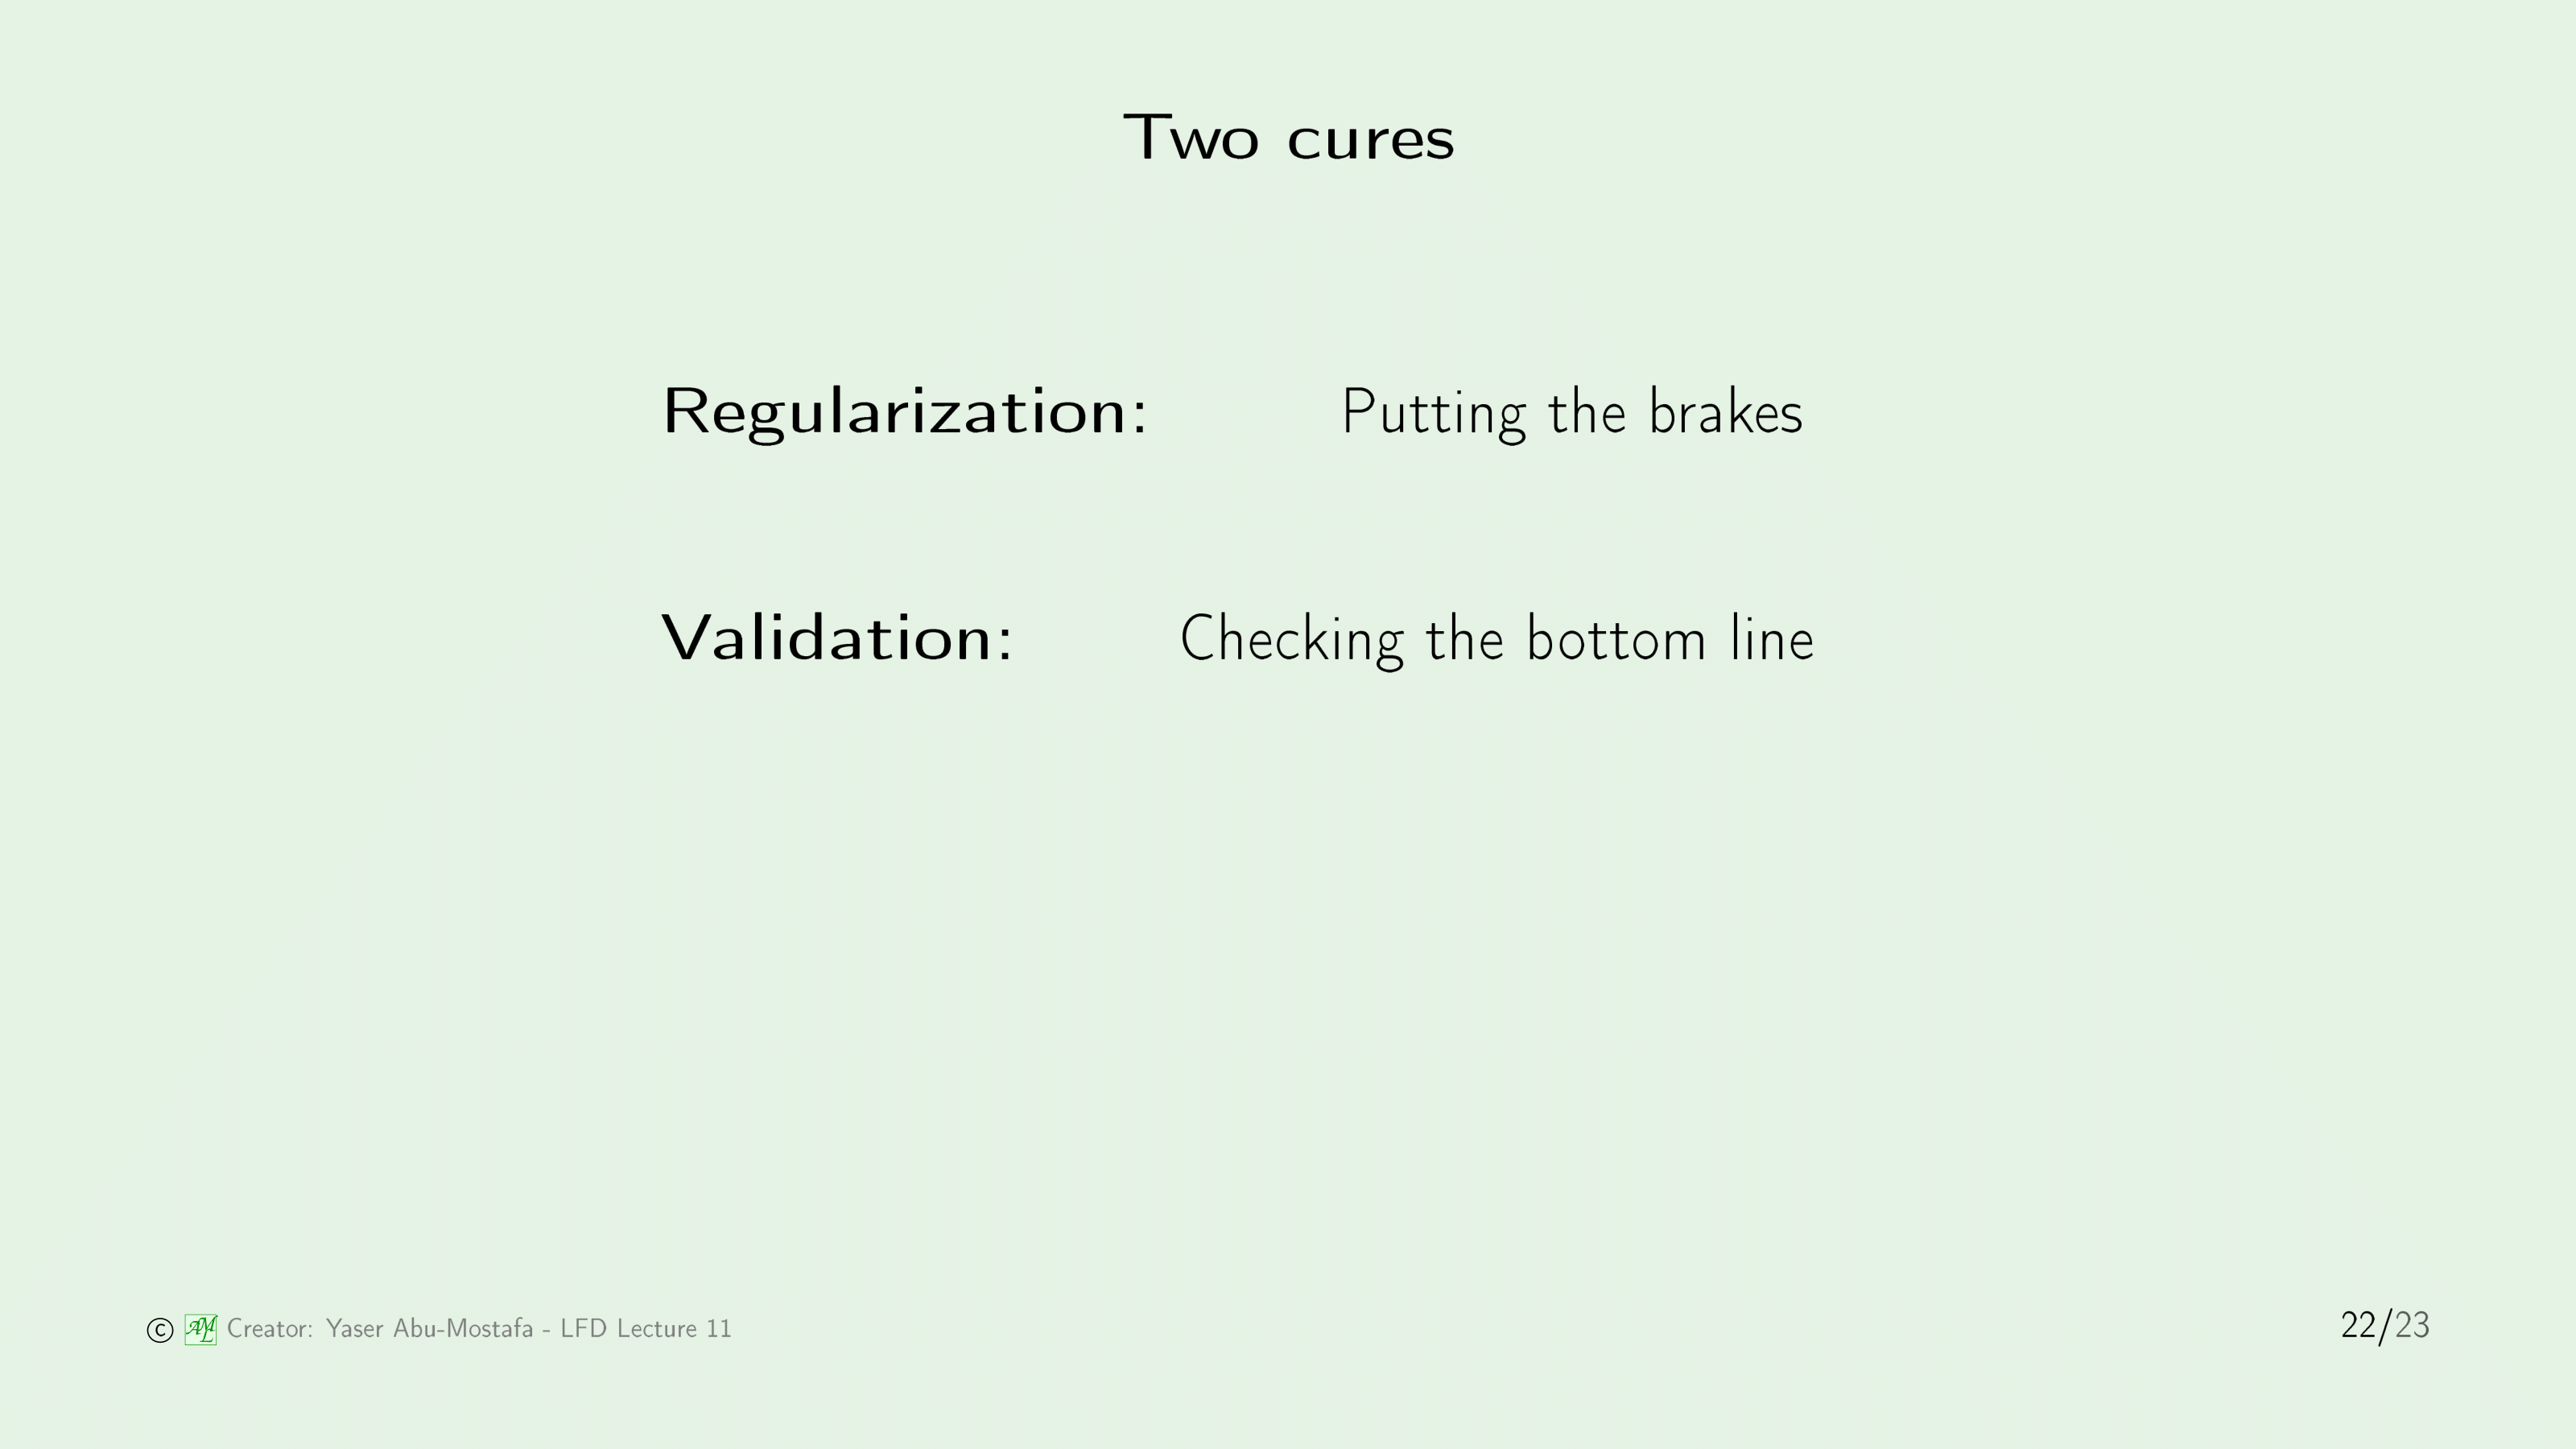 Two cures
Regularization: Putting the brakes
Validation: Checking the bottom line
© AML Creator: Yaser Abu-Mostafa - LFD Lecture 11
22/23